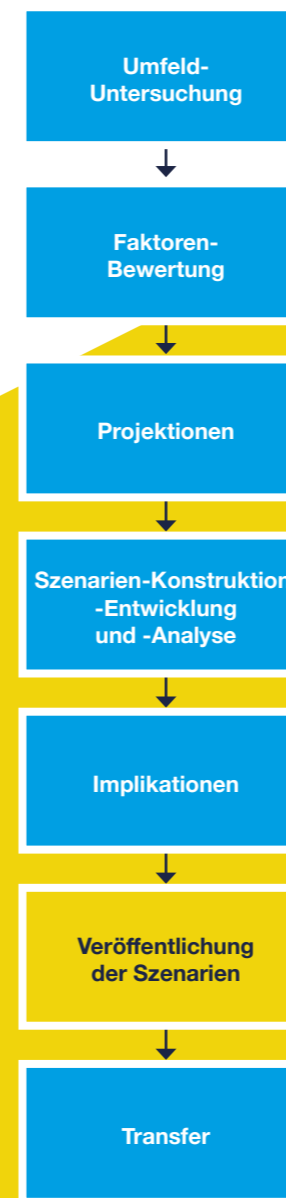 Umfeld-
Untersuchung
Faktoren-
Bewertung
Projektionen
Szenarien-Konstruktion
-Entwicklung
und -Analyse
Implikationen
Veröffentlichung
der Szenarien
Transfer